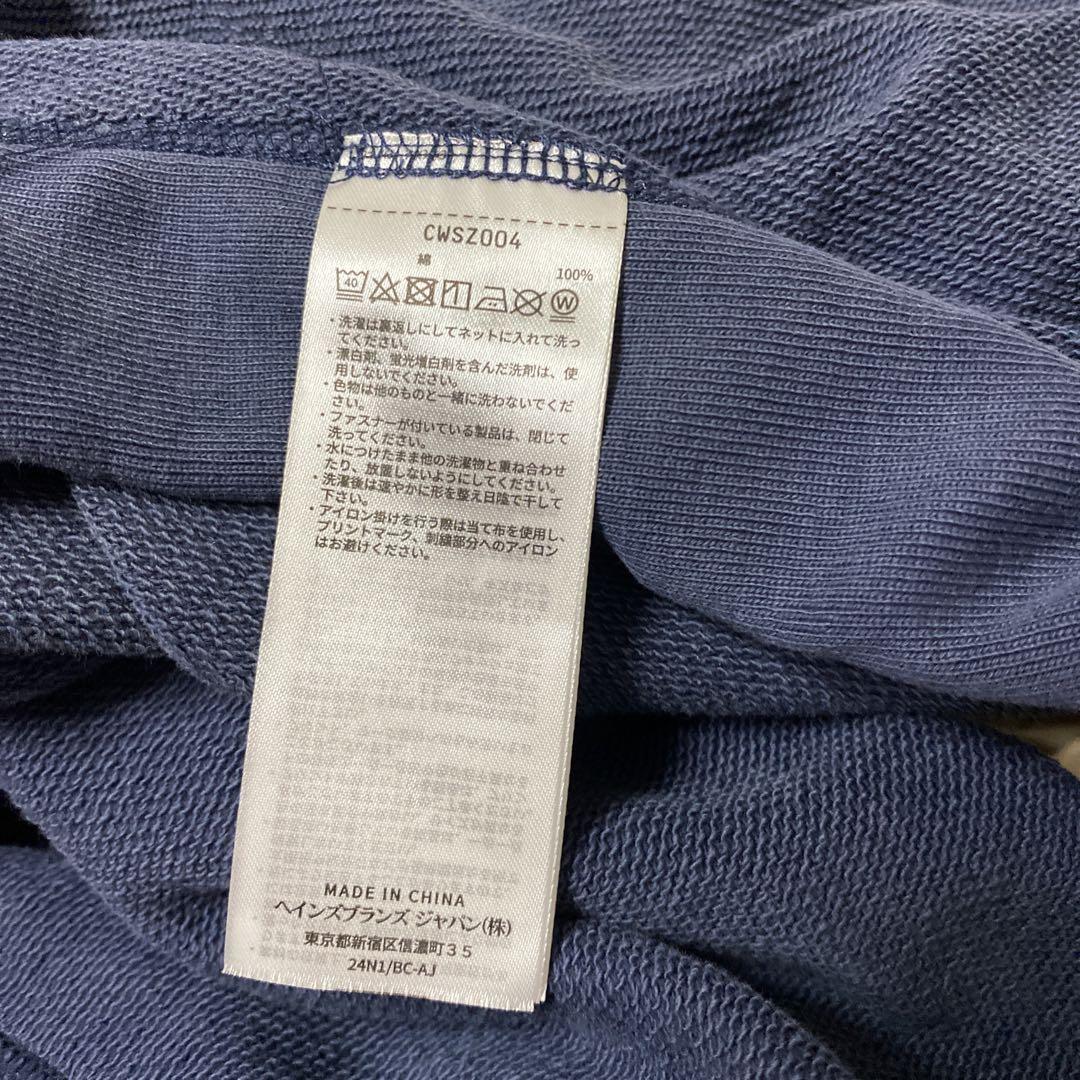 CWSZ004
綿
100%
40
W
・洗濯は裏返しにしてネットに入れて洗っ
てください。
・漂白剤、蛍光増白剤を含んだ洗剤は、使
用しないでください。
・色物は他のものと一緒に洗わないでくだ
さい。
・ファスナーが付いている製品は、閉じて
洗ってください。
・水につけたまま他の洗濯物と重ね合わせ
たり、放置しないようにしてください。
・洗濯後は速やかに形を整え日陰で干して
下さい。
・アイロン掛けを行う際は当て布を使用し、
プリントマーク、刺繍部分へのアイロン
はお避けください。
MADE IN CHINA
ヘインズブランズ ジャパン(株)
東京都新宿区信濃町35
24N1/BC-AJ